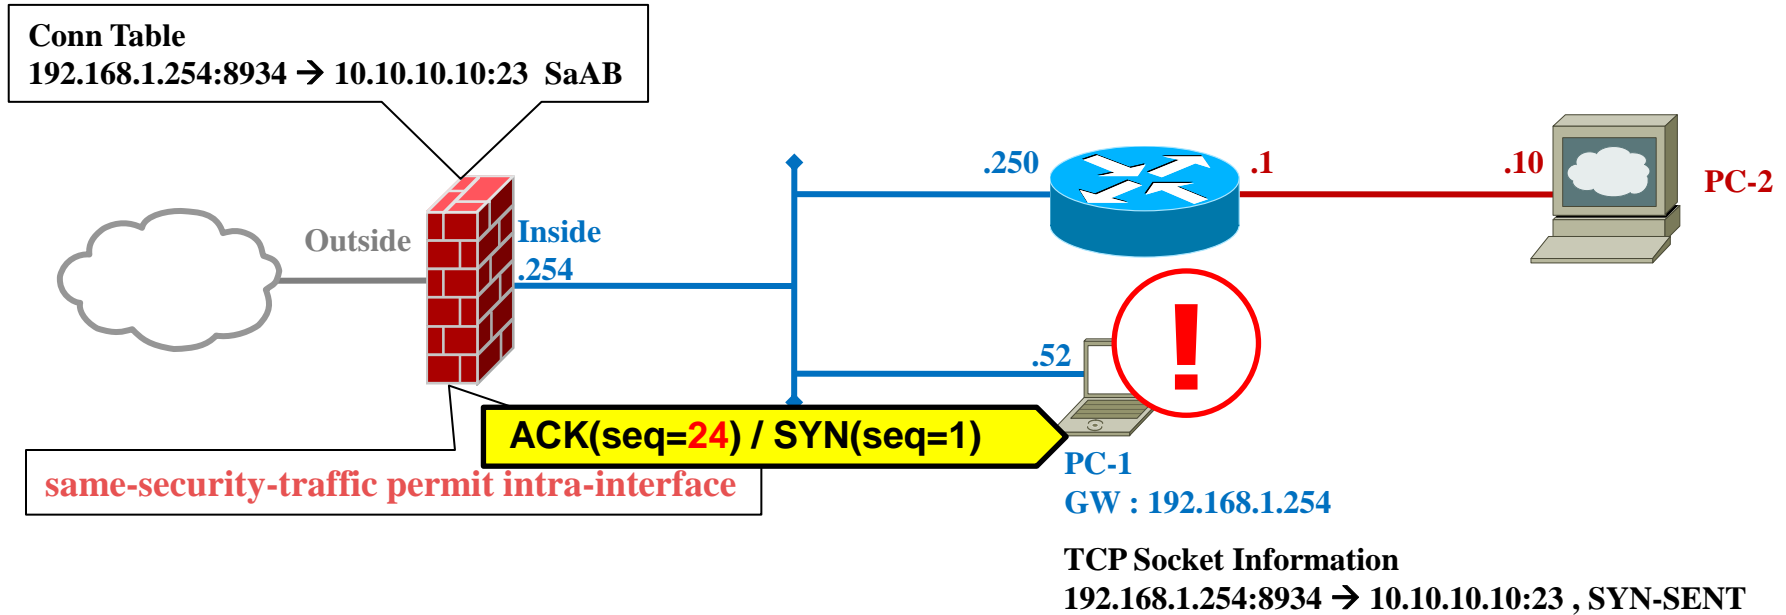 Conn Table
192.168.1.254:8934 → 10.10.10.10:23 SaAB
.250
.1
.10
PC-2
Outside
Inside
.254
.52
!
ACK(seq=24) / SYN(seq=1)
same-security-traffic permit intra-interface
PC-1
GW : 192.168.1.254
TCP Socket Information
192.168.1.254:8934 → 10.10.10.10:23 , SYN-SENT